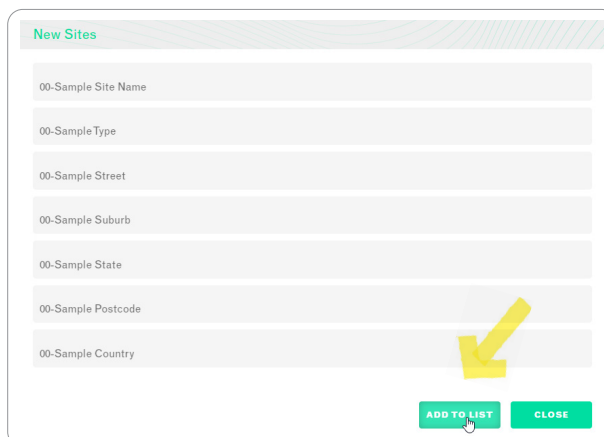 New Sites
00-Sample Site Name
00-Sample Type
00-Sample Street
00-Sample Suburb
00-Sample State
00-Sample Postcode
00-Sample Country
ADD TO LIST
CLOSE